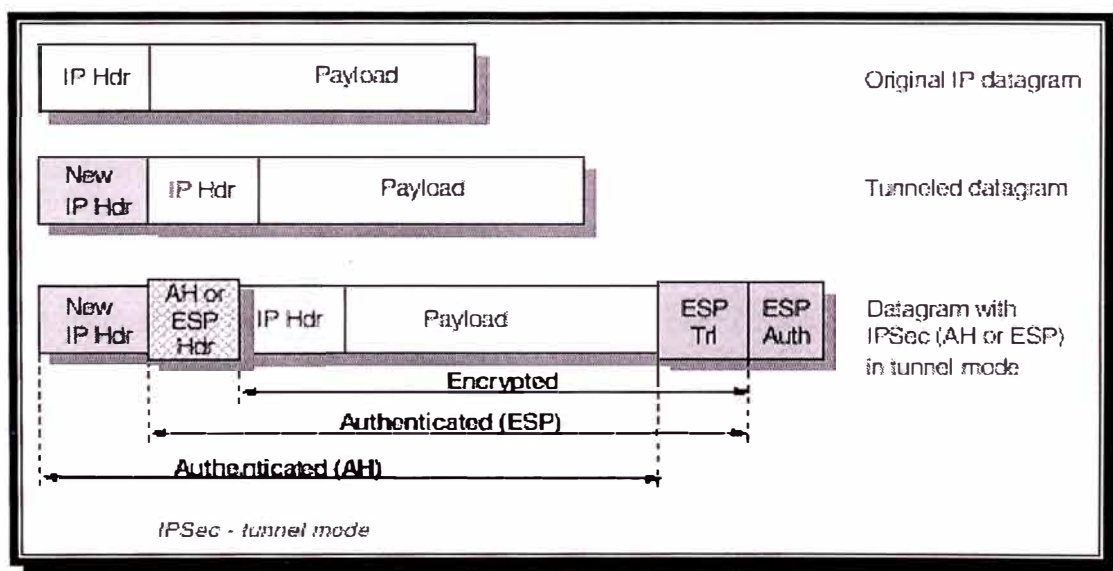 IP Hdr
Payload
Original IP datagram
New
IP Hdr
IP Hdr
Payload
Tunneled datagram
New
IP Hdr
AH or
ESP
Hdr
IP Hdr
Payload
ESP
Trl
ESP
Auth
Datagram with
IPSec (AH or ESP)
in tunnel mode
Encrypted
Authenticated (ESP)
Authenticated (AH)
IPSec - tunnel mode